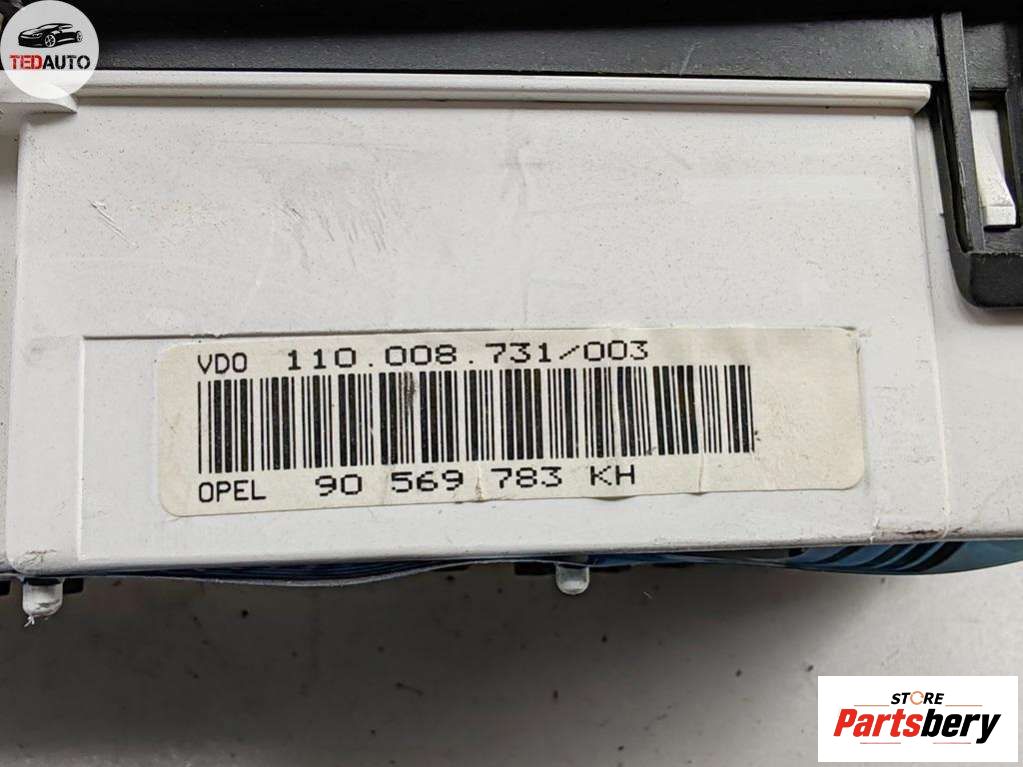 TEDAUTO
VDO 110.008.731/003
OPEL 90 569 783 KH
STORE
Partsbery